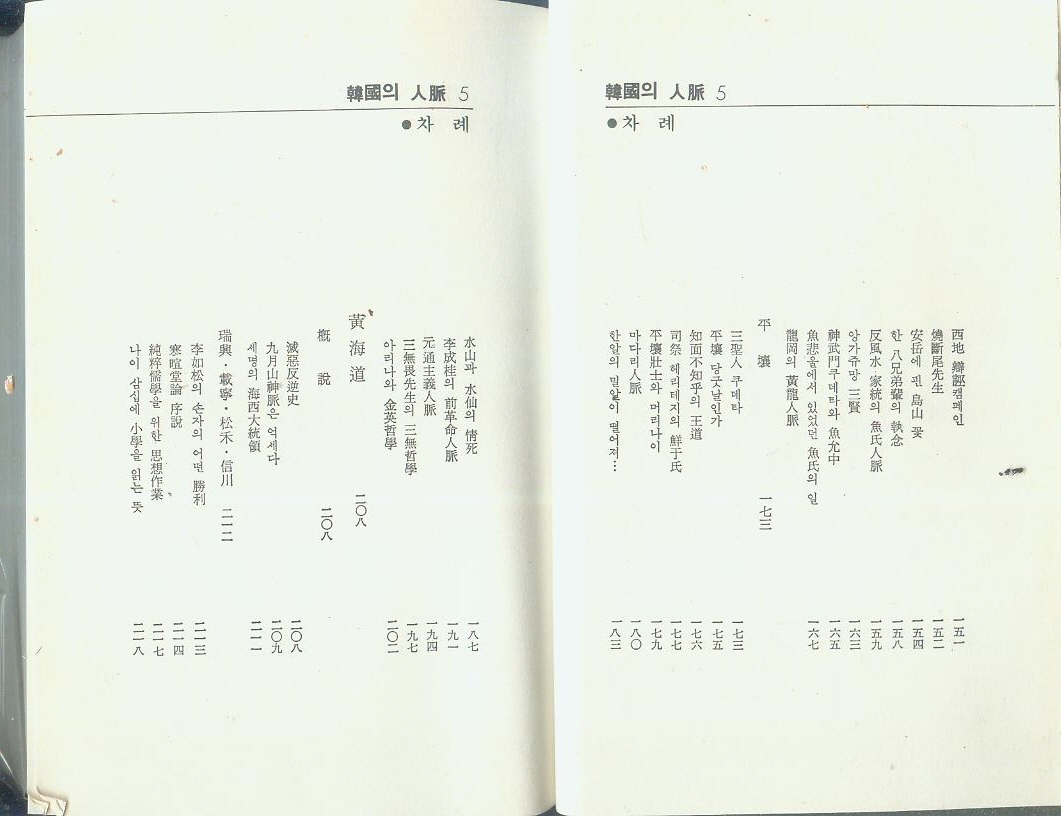 韓國의 人脈 5
●차 례
西地 辯誣캠페인 一五一
燒斷尾先生 一五二
安岳에 핀 島山 꽃 一五四
한 八兄弟輩의 執念 一五八
反風水 家統의 魚氏人脈 一五九
앙가쥬망 三賢 一六三
神武門쿠데타와 魚允中 一六五
魚悲울에서 있었던 魚氏의 일 一六七
龍岡의 黃龍人脈
平壤 一七三
三聖人 쿠데타 一七三
平壤 당굿날인가 一七五
知面不知乎의 王道 一七六
司祭 헤리테지의 鮮于氏 一七七
平壤壯士와 머리나이 一七九
마다리人脈 一八〇
한알의 밀알이 떨어져… 一八三
韓國의 人脈 5
●차 례
水山과 水仙의 情死 一八七
李成桂의 前革命人脈 一九一
元通主義人脈 一九四
三無畏先生의 三無哲學 一九七
아리나와 金英哲學 二〇二
黃海道 二〇八
槪說 二〇八
滅惡反逆史 二〇八
九月山神脈은 억세다 二〇九
세명의 海西大統領 二一一
瑞興・載寧・松禾・信川 二一二
李如松의 손자의 어떤 勝利 二一三
寒喧堂論 序說 二一四
純粹儒學을 위한 思想作業 二一七
나이 삼십에 小學을 읽는 뜻 二一八